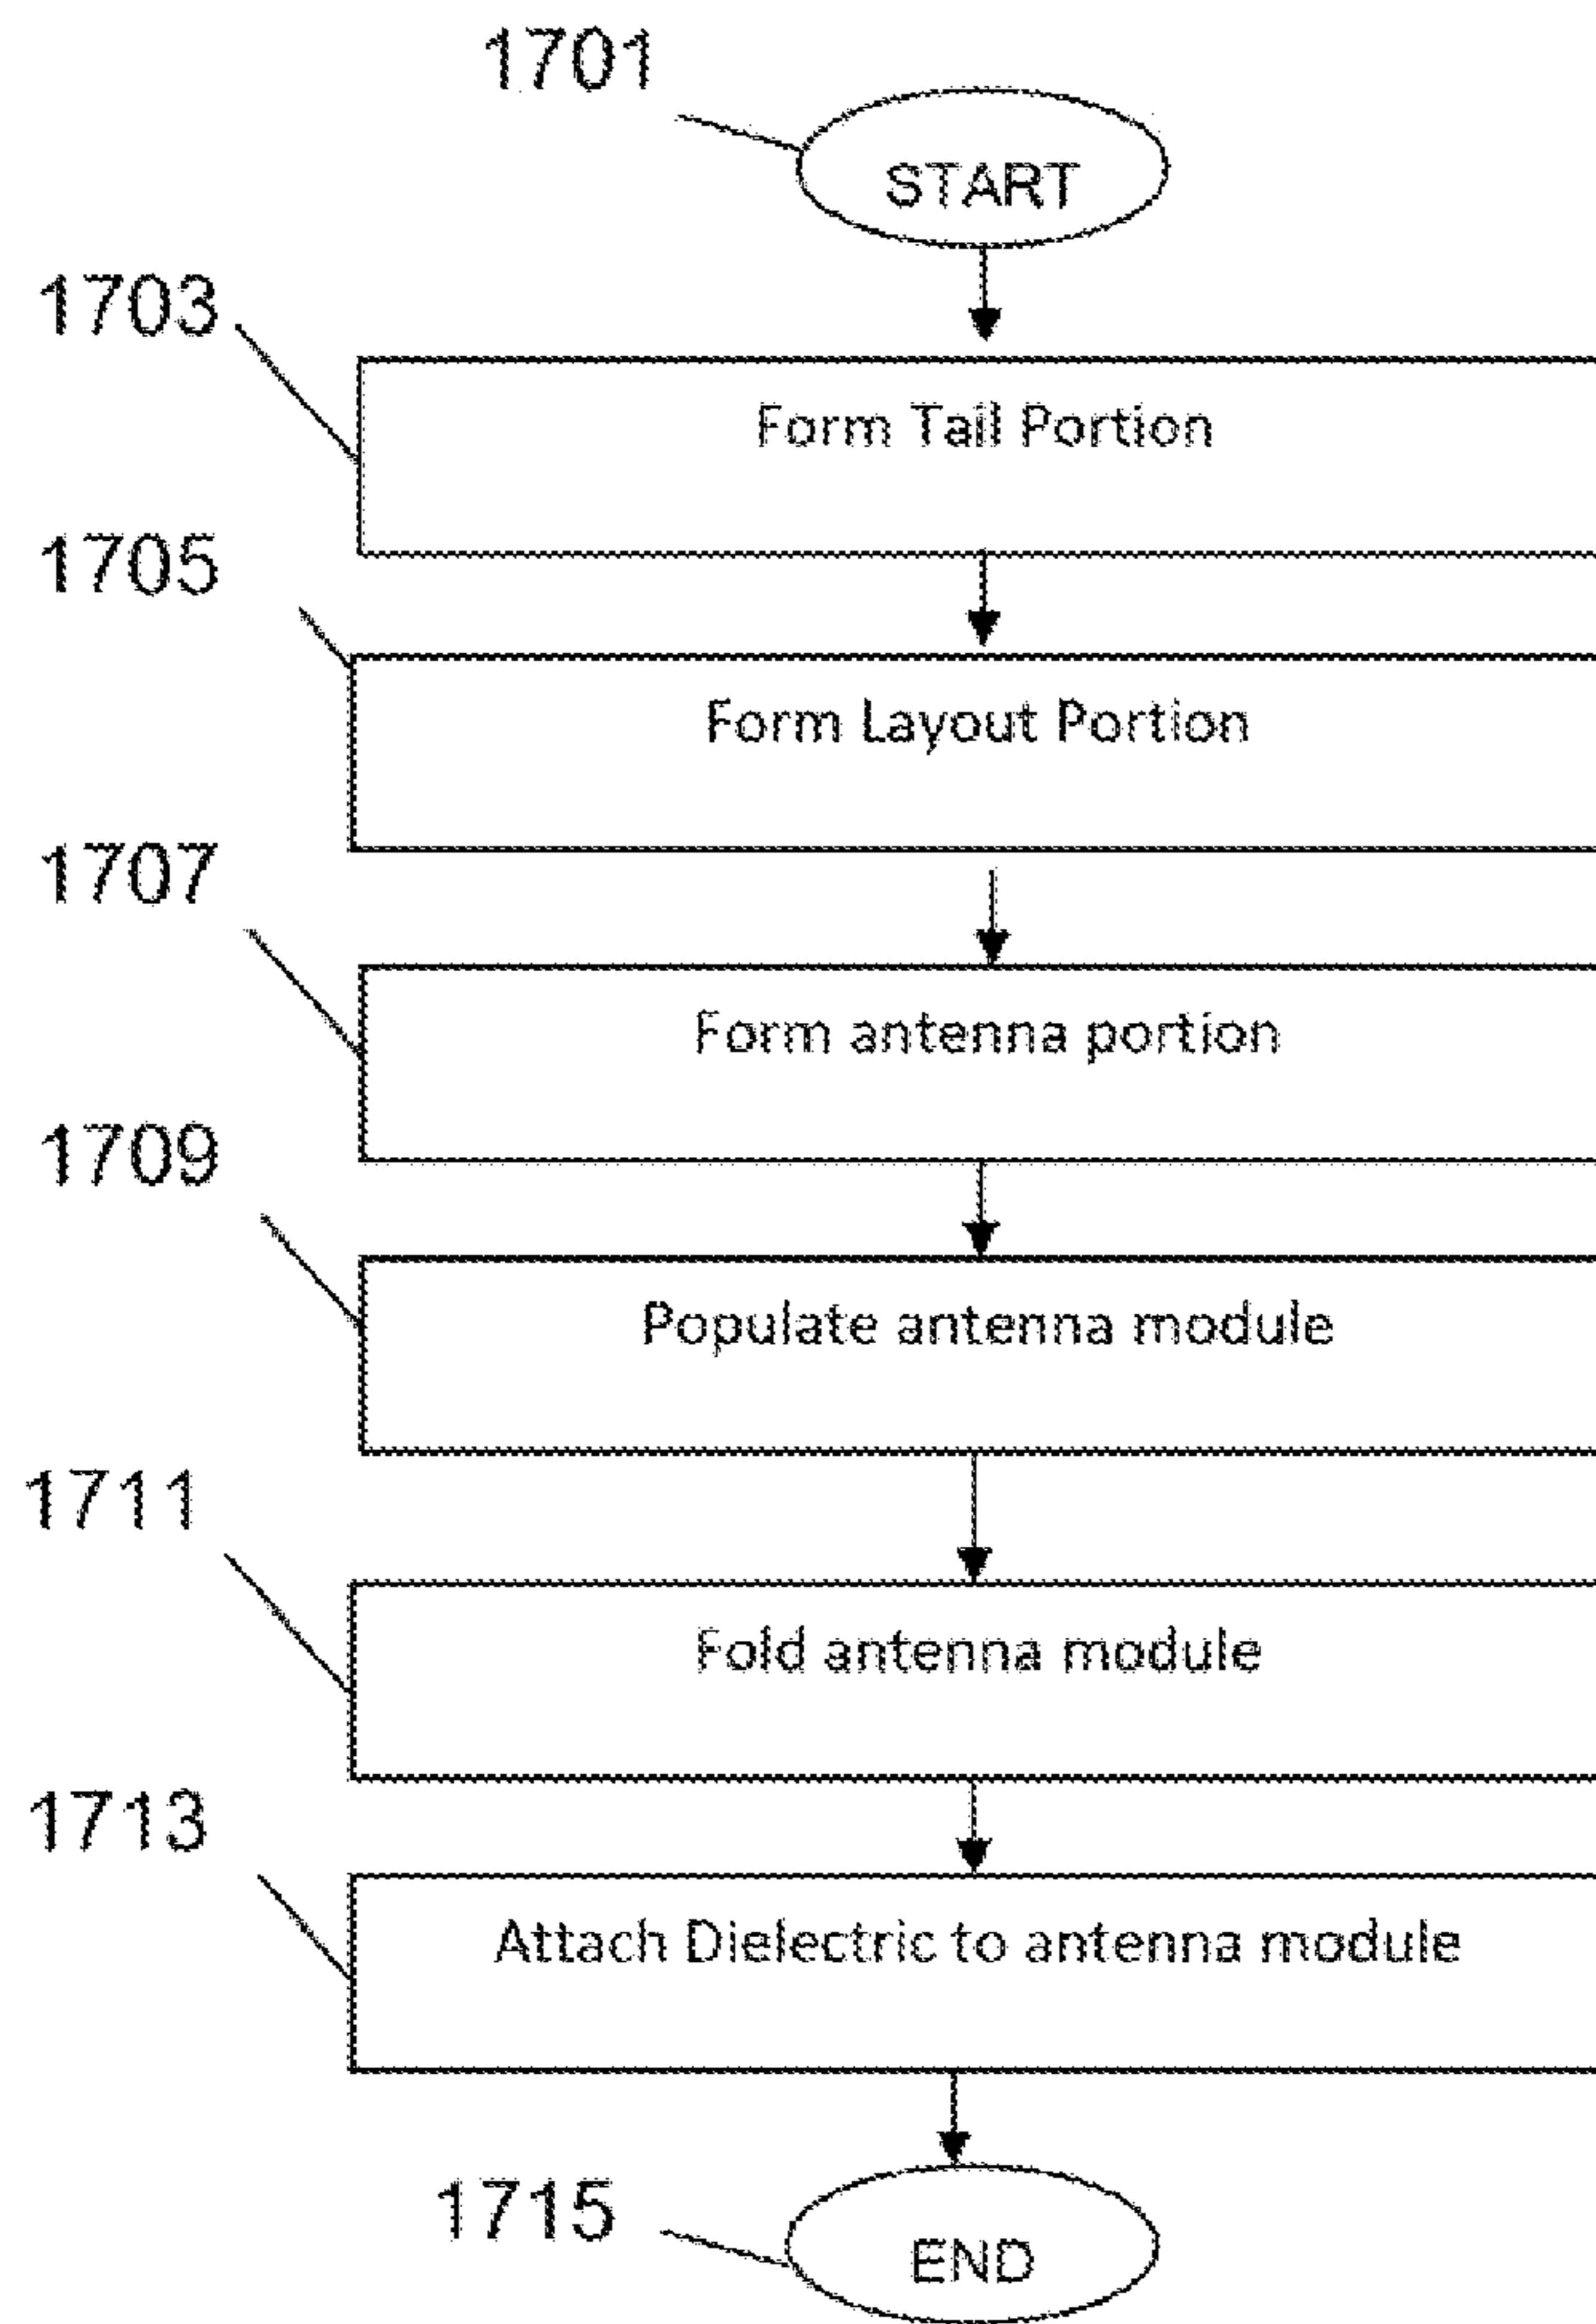 1701
START
1703
Form Tail Portion
1705
Form Layout Portion
1707
Form antenna portion
1709
Populate antenna module
1711
Fold antenna module
1713
Attach Dielectric to antenna module
1715
END